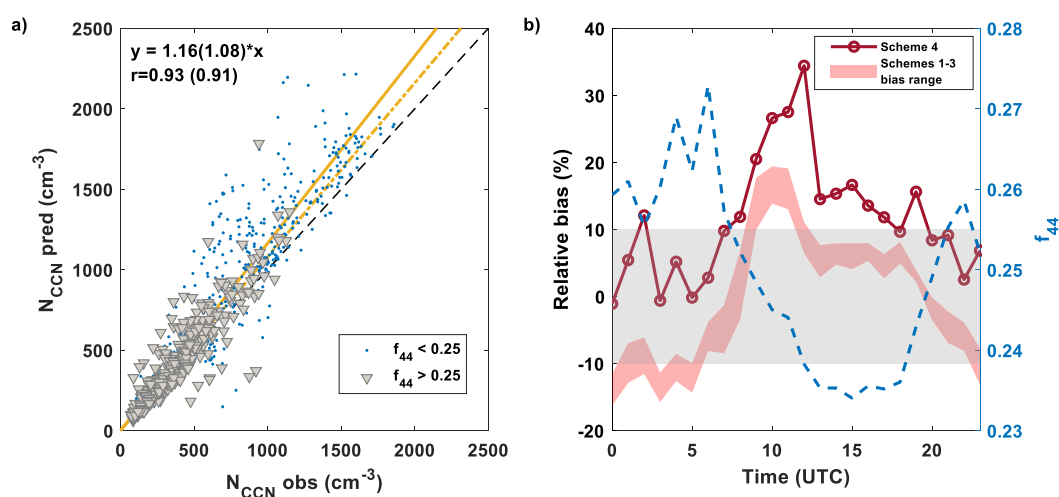 a)
y = 1.16(1.08)*x
r=0.93 (0.91)
2500
2000
1500
1000
500
0
N_CCN pred (cm^-3)
f_44 < 0.25
f_44 > 0.25
0 500 1000 1500 2000 2500
N_CCN obs (cm^-3)
b)
Scheme 4
Schemes 1-3
bias range
40
30
20
10
0
-10
-20
Relative bias (%)
0 5 10 15 20
Time (UTC)
0.28
0.27
0.26
0.25
0.24
0.23
f_44